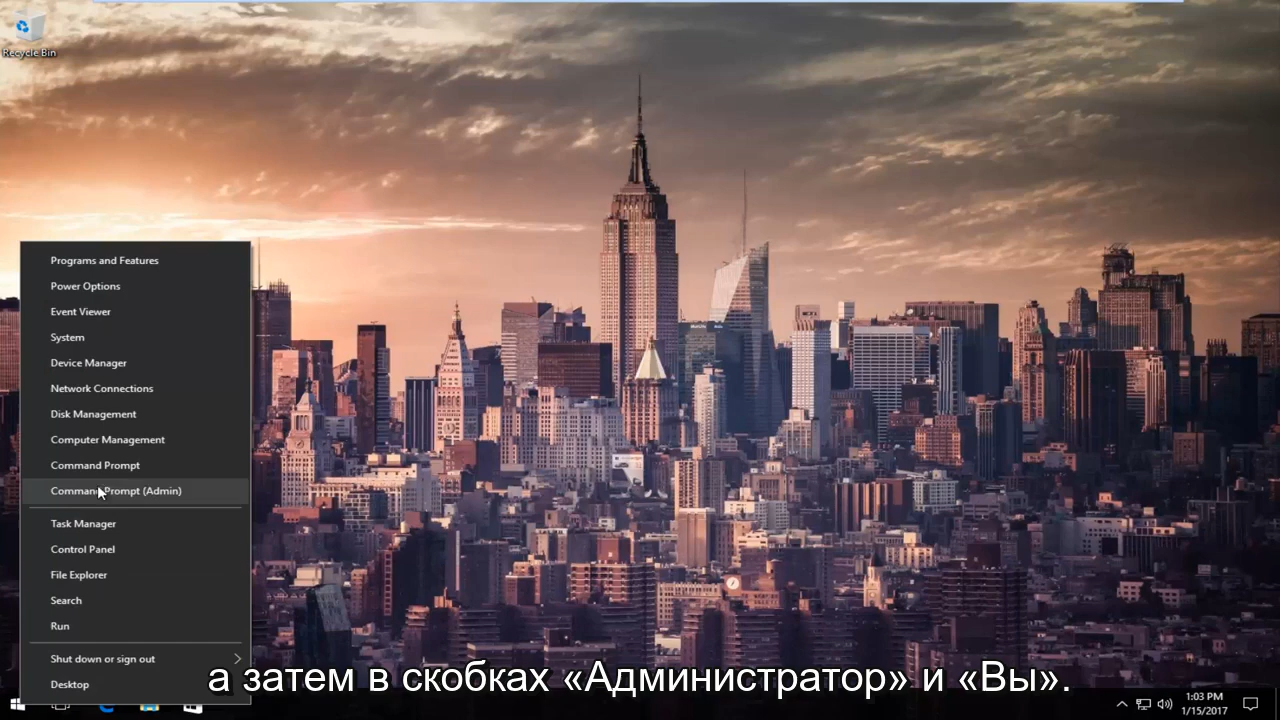 Recycle Bin
Programs and Features
Power Options
Event Viewer
System
Device Manager
Network Connections
Disk Management
Computer Management
Command Prompt
Command Prompt (Admin)
Task Manager
Control Panel
File Explorer
Search
Run
Shut down or sign out
Desktop
а затем в скобках «Администратор» и «Вы».
1:03 PM
1/15/2017